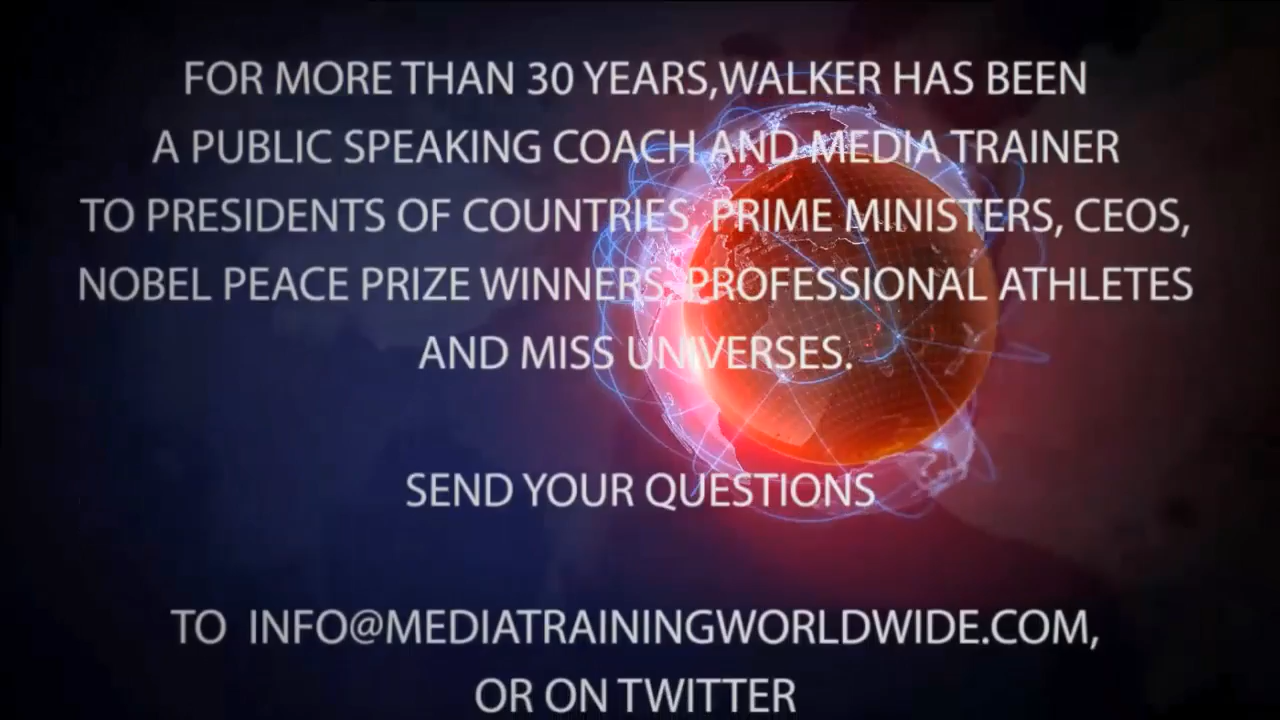 FOR MORE THAN 30 YEARS,WALKER HAS BEEN
A PUBLIC SPEAKING COACH AND MEDIA TRAINER
TO PRESIDENTS OF COUNTRIES, PRIME MINISTERS, CEOS,
NOBEL PEACE PRIZE WINNERS, PROFESSIONAL ATHLETES
AND MISS UNIVERSES.
SEND YOUR QUESTIONS
TO INFO@MEDIATRAININGWORLDWIDE.COM,
OR ON TWITTER